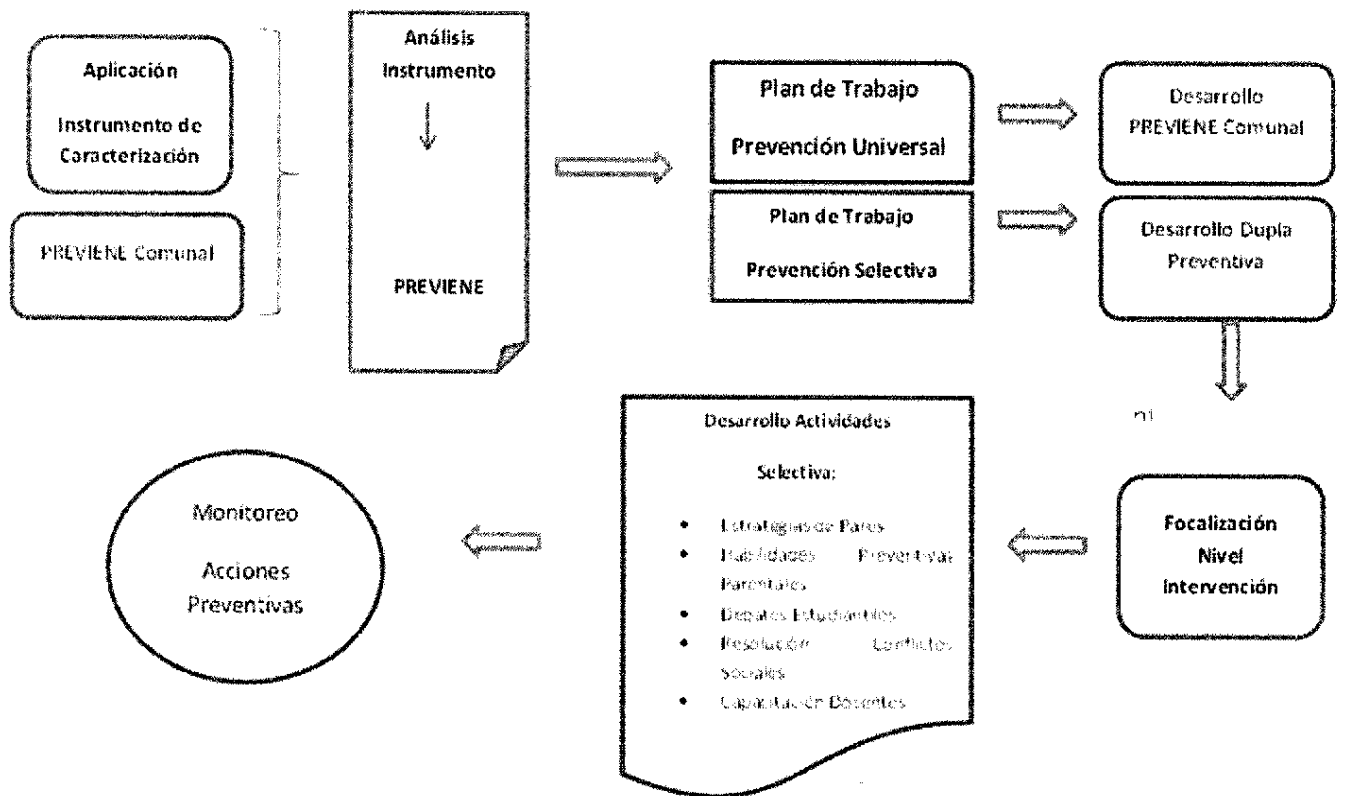 Aplicación
Instrumento de
Caracterización
PREVIENE Comunal
Análisis
Instrumento
PREVIENE
Plan de Trabajo
Prevención Universal
Plan de Trabajo
Prevención Selectiva
Desarrollo
PREVIENE Comunal
Desarrollo Dupla
Preventiva
n1
Focalización
Nivel
Intervención
Desarrollo Actividades
Selectiva:
• Estrategias de Pares
• Habilidades Preventivas
Parentales
• Debates Estudiantiles
• Resolución Conflictos
Sociales
• Capacitación Docentes
Monitoreo
Acciones
Preventivas